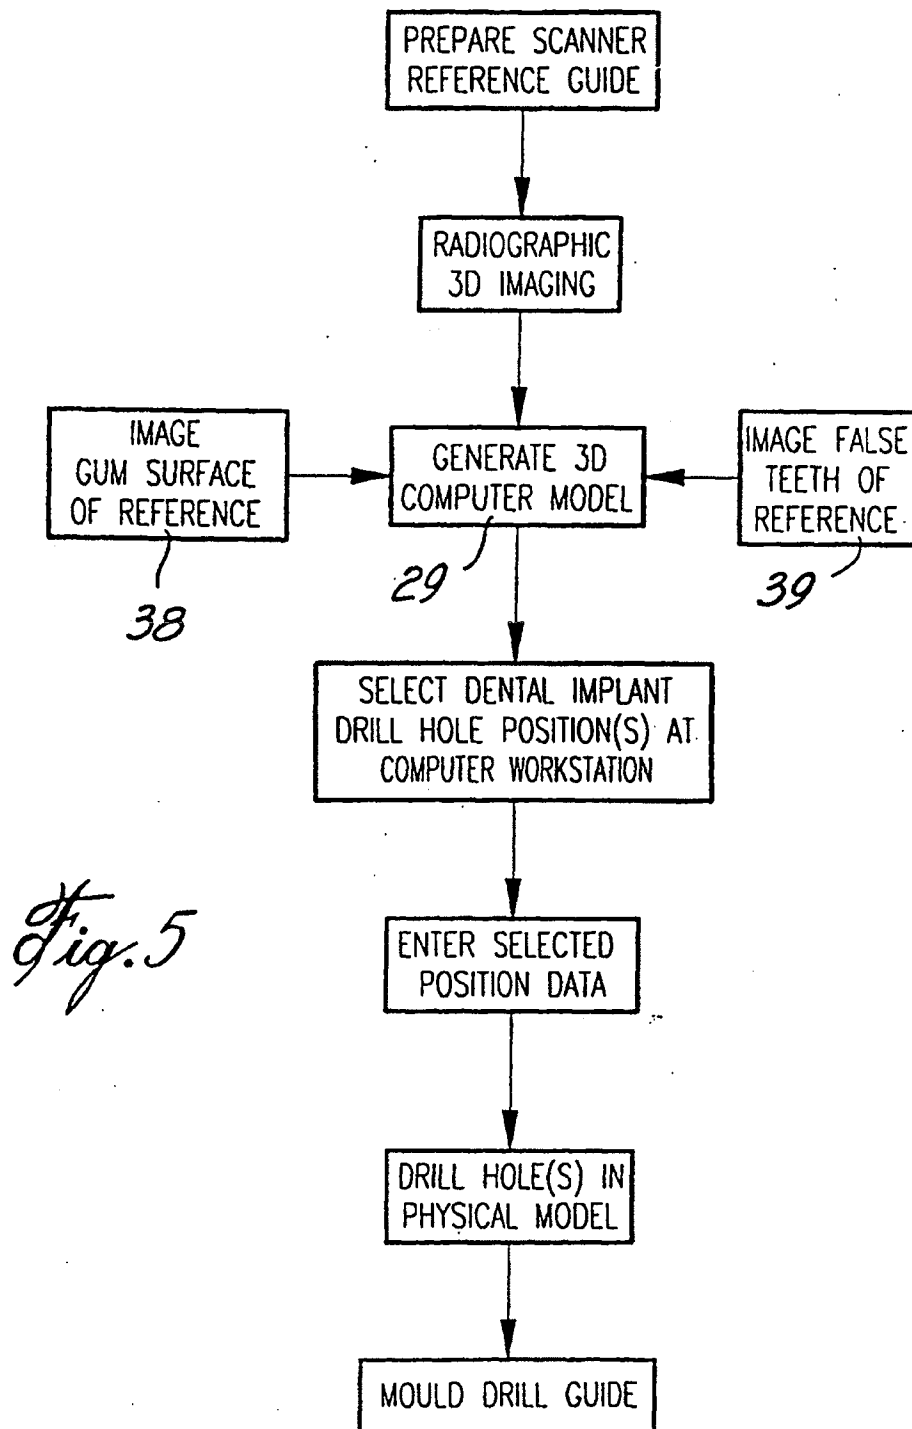 PREPARE SCANNER
REFERENCE GUIDE
RADIOGRAPHIC
3D IMAGING
IMAGE
GUM SURFACE
OF REFERENCE
38
GENERATE 3D
COMPUTER MODEL
29
IMAGE FALSE
TEETH OF
REFERENCE
39
SELECT DENTAL IMPLANT
DRILL HOLE POSITION(S) AT
COMPUTER WORKSTATION
Fig. 5
ENTER SELECTED
POSITION DATA
DRILL HOLE(S) IN
PHYSICAL MODEL
MOULD DRILL GUIDE